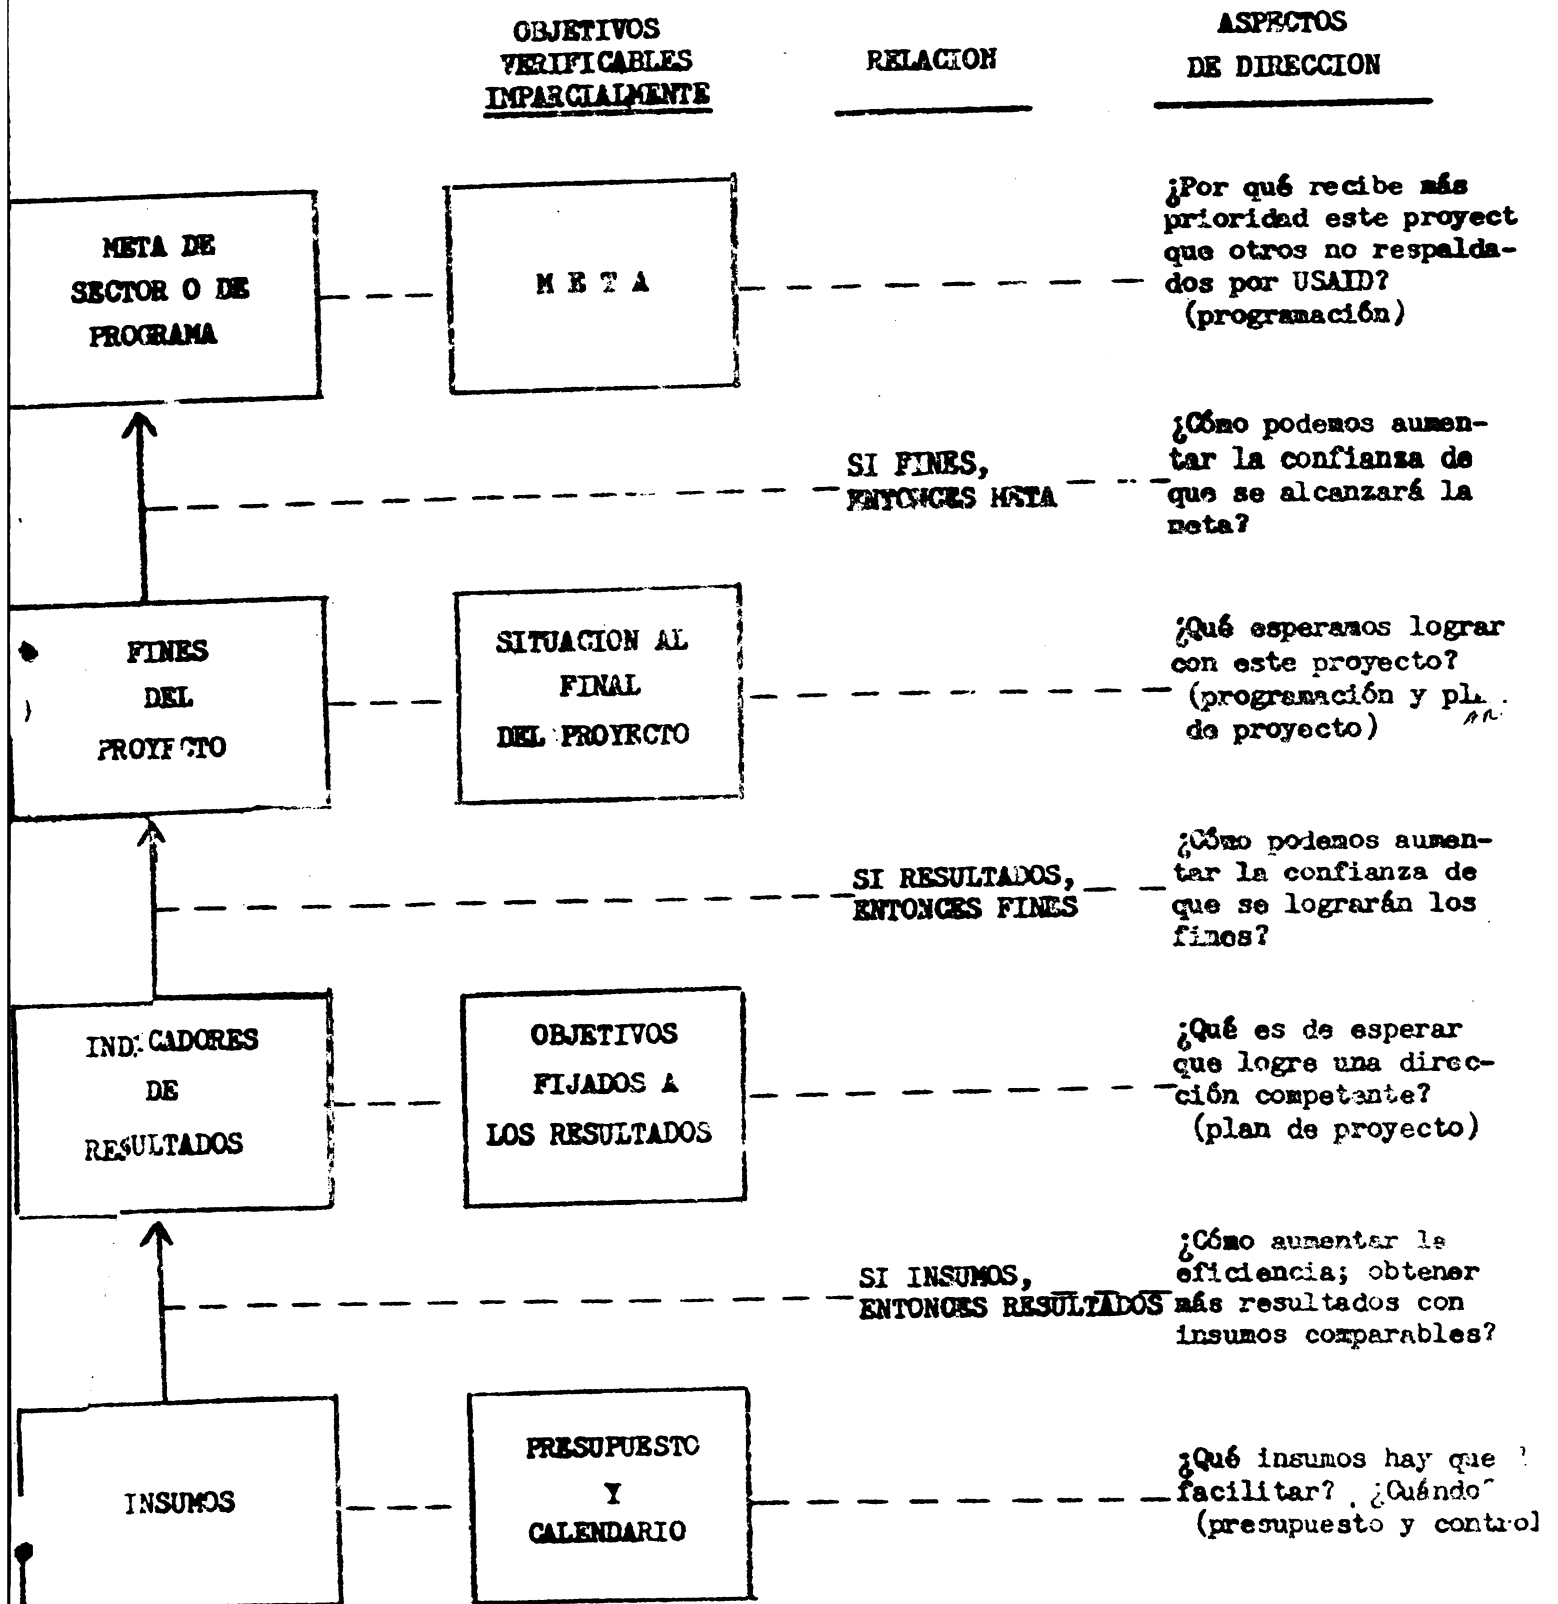 OBJETIVOS
VERIFICABLES
IMPARCIALMENTE
RELACION
ASPECTOS
DE DIRECCION
META DE
SECTOR O DE
PROGRAMA
M E T A
¿Por qué recibe más
prioridad este proyect
que otros no respalda-
dos por USAID?
(programación)
SI FINES,
ENTONCES META
¿Cómo podemos aumen-
tar la confianza de
que se alcanzará la
meta?
FINES
DEL
PROYECTO
SITUACION AL
FINAL
DEL PROYECTO
¿Qué esperamos lograr
con este proyecto?
(programación y pl
an
de proyecto)
SI RESULTADOS,
ENTONCES FINES
¿Cómo podemos aumen-
tar la confianza de
que se lograrán los
fines?
INDICADORES
DE
RESULTADOS
OBJETIVOS
FIJADOS A
LOS RESULTADOS
¿Qué es de esperar
que logre una direc-
ción competente?
(plan de proyecto)
SI INSUMOS,
ENTONCES RESULTADOS
¿Cómo aumentar la
eficiencia; obtener
más resultados con
insumos comparables?
INSUMOS
PRESUPUESTO
Y
CALENDARIO
¿Qué insumos hay que
facilitar? ¿Cuándo
(presupuesto y control